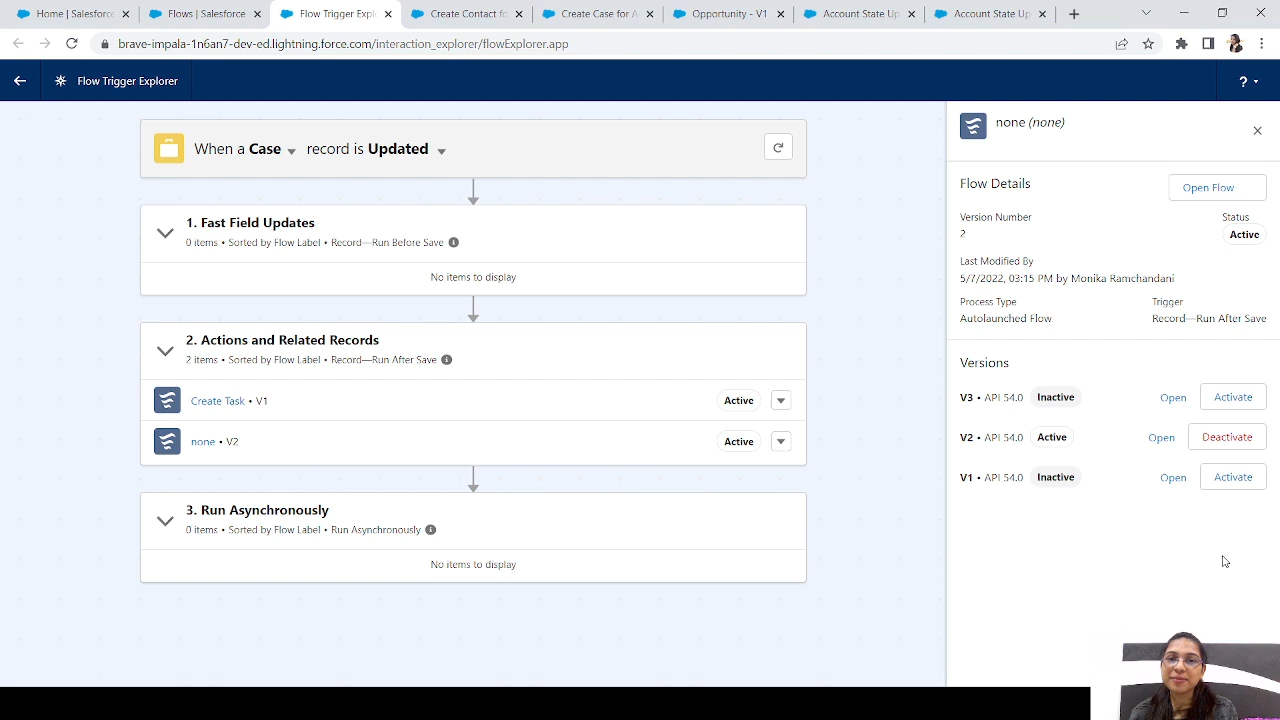 Home | Salesforce
Flows | Salesforce
Flow Trigger Explo
Create Contact fo
Create Case for A
Opportunity - V1
Account State Up
Account State Up
brave-impala-1n6an7-dev-ed.lightning.force.com/interaction_explorer/flowExplorer.app
Flow Trigger Explorer
?
When a Case record is Updated
1. Fast Field Updates
0 items • Sorted by Flow Label • Record—Run Before Save
No items to display
2. Actions and Related Records
2 items • Sorted by Flow Label • Record—Run After Save
Create Task • V1 Active
none • V2 Active
3. Run Asynchronously
0 items • Sorted by Flow Label • Run Asynchronously
No items to display
none (none)
Flow Details Open Flow
Version Number Status
2 Active
Last Modified By
5/7/2022, 03:15 PM by Monika Ramchandani
Process Type Trigger
Autolaunched Flow Record—Run After Save
Versions
V3 • API 54.0 Inactive Open Activate
V2 • API 54.0 Active Open Deactivate
V1 • API 54.0 Inactive Open Activate